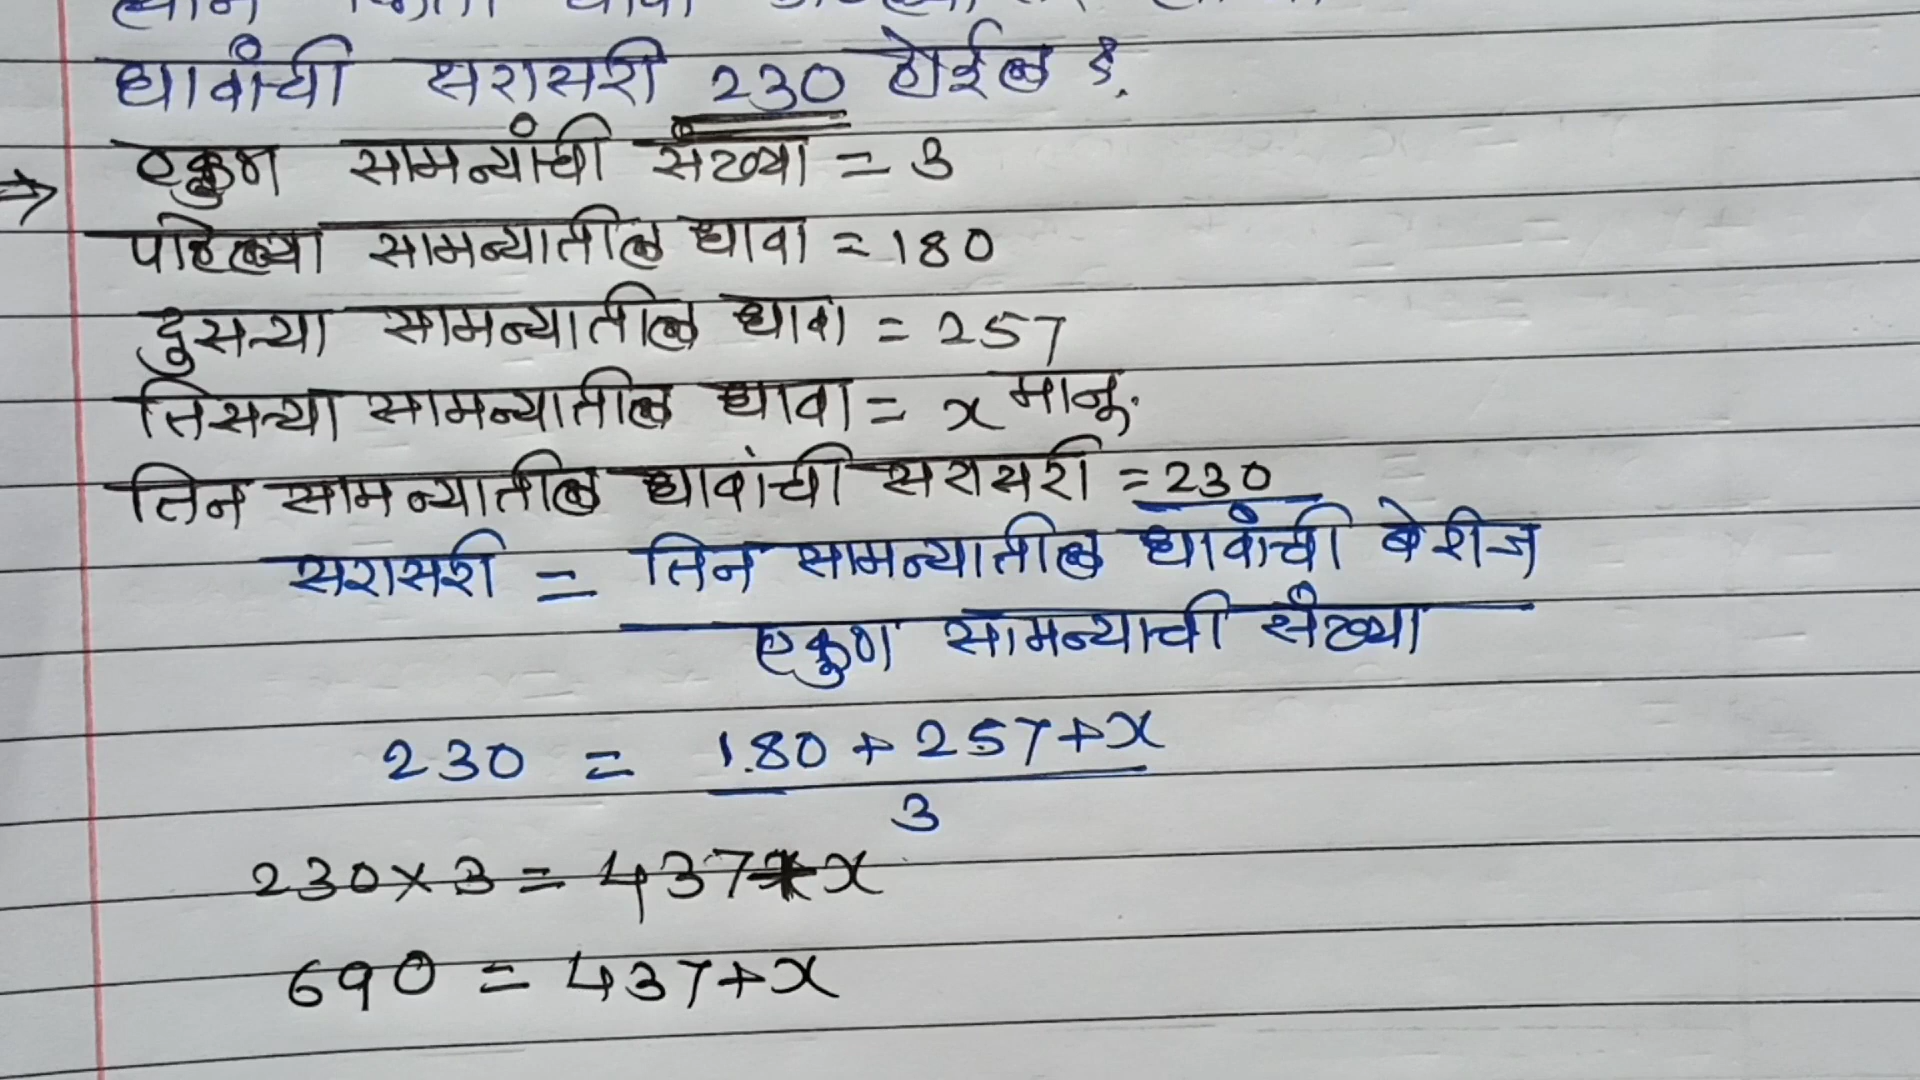 धावांची सरासरी 230 होईल ?.
एकुण सामन्यांची संख्या = 3
पहिल्या सामन्यातील धावा = 180
दुसऱ्या सामन्यातील धावा = 257
तिसऱ्या सामन्यातील धावा = x मानू.
तिन सामन्यातील धावांची सरासरी = 230
सरासरी = तिन सामन्यातील धावांची बेरीज
एकुण सामन्याची संख्या
230 = 180 + 257 + x
3
230 × 3 = 437 + x
690 = 437 + x